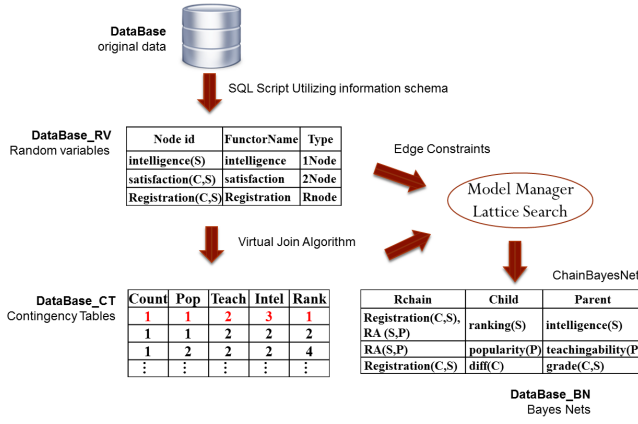 DataBase
original data
SQL Script Utilizing information schema
DataBase_RV
Random variables
Node id FunctorName Type
intelligence(S) intelligence 1Node
satisfaction(C,S) satisfaction 2Node
Registration(C,S) Registration Rnode
Edge Constraints
Model Manager
Lattice Search
Virtual Join Algorithm
ChainBayesNet
DataBase_CT
Contingency Tables
Count Pop Teach Intel Rank
1 1 2 3 1
1 1 2 2 2
1 2 2 2 4
⋮ ⋮ ⋮ ⋮ ⋮
Rchain Child Parent
Registration(C,S),
RA (S,P) ranking(S) intelligence(S)
RA(S,P) popularity(P) teachingability(P
Registration(C,S) diff(C) grade(C,S)
DataBase_BN
Bayes Nets